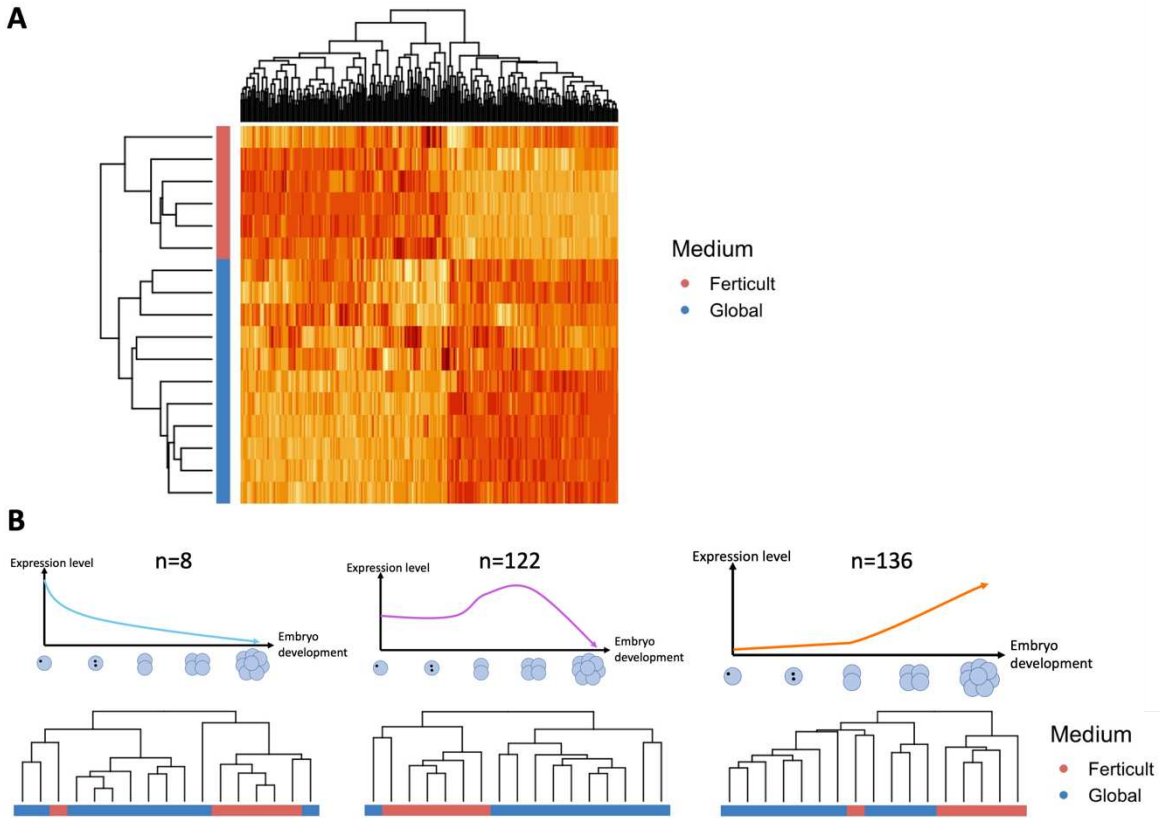 A
Medium
Ferticult
Global
B
Expression level
n=8
Embryo
development
Expression level
n=122
Embryo
development
Expression level
n=136
Embryo
development
Medium
Ferticult
Global